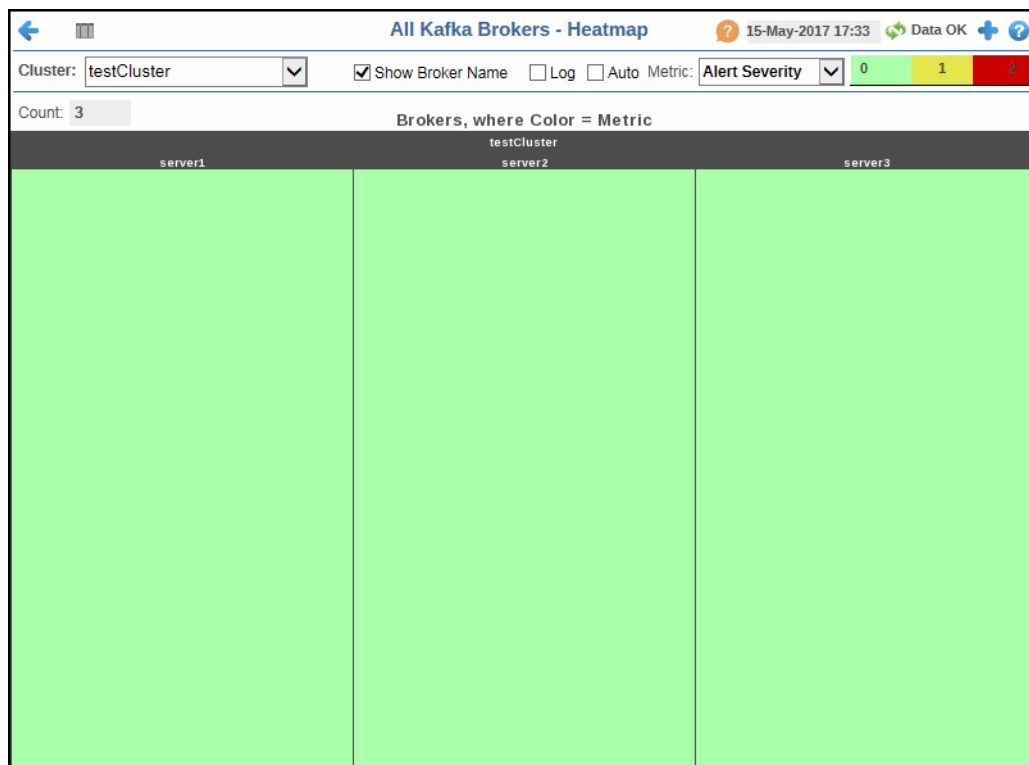 All Kafka Brokers - Heatmap ? 15-May-2017 17:33 Data OK ?
Cluster: testCluster Show Broker Name Log Auto Metric: Alert Severity 0 1 2
Count: 3
Brokers, where Color = Metric
testCluster
server1 server2 server3